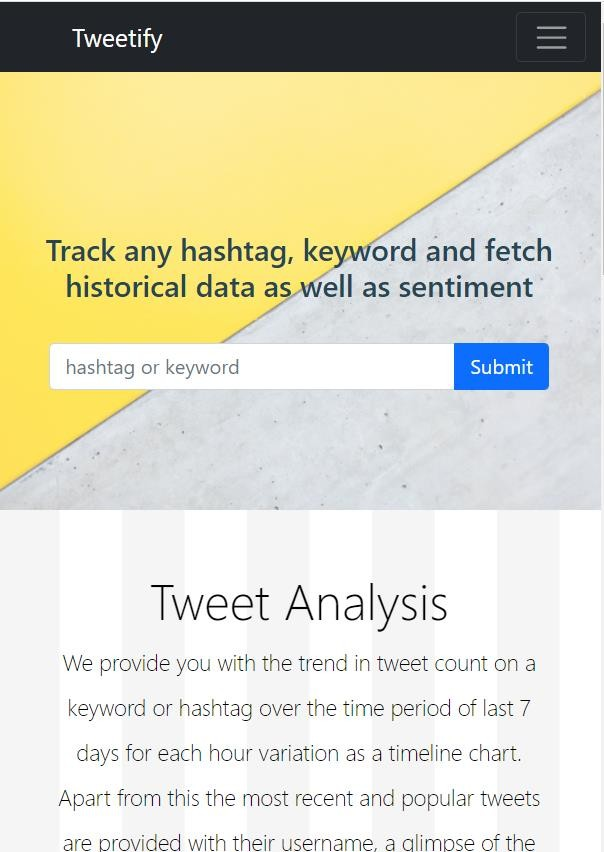 Tweetify
Track any hashtag, keyword and fetch
historical data as well as sentiment
hashtag or keyword
Submit
Tweet Analysis
We provide you with the trend in tweet count on a
keyword or hashtag over the time period of last 7
days for each hour variation as a timeline chart.
Apart from this the most recent and popular tweets
are provided with their username, a glimpse of the